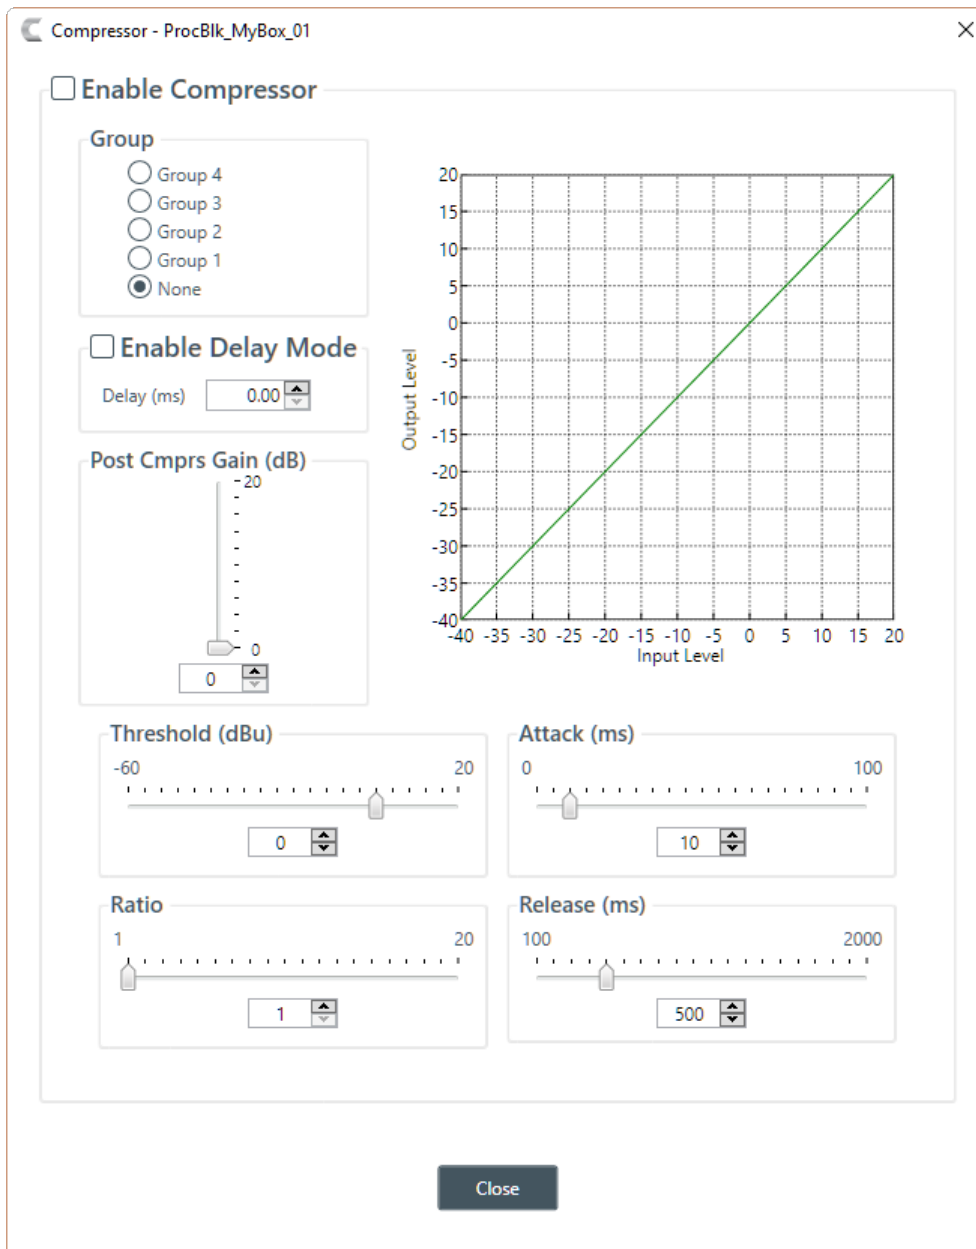 Compressor - ProcBlk_MyBox_01
Enable Compressor
Group
Group 4
Group 3
Group 2
Group 1
None
Enable Delay Mode
Delay (ms) 0.00
Post Cmprs Gain (dB)
20
0
0
Output Level
20
15
10
5
0
-5
-10
-15
-20
-25
-30
-35
-40
-40 -35 -30 -25 -20 -15 -10 -5 0 5 10 15 20
Input Level
Threshold (dBu)
-60 20
0
Attack (ms)
0 100
10
Ratio
1 20
1
Release (ms)
100 2000
500
Close